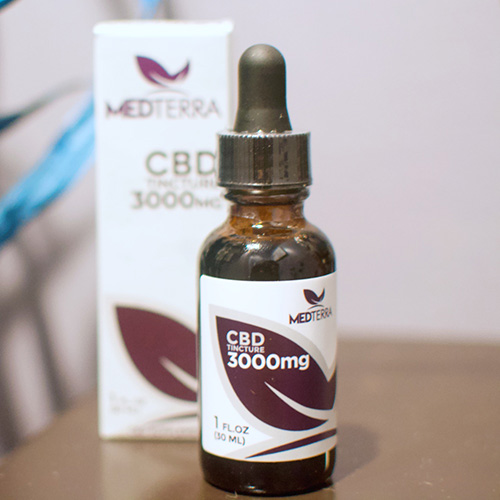 MEDTERRA
CBD
TINCTURE
3000MG
MEDTERRA
CBD
TINCTURE
3000mg
1 FL.OZ
(30 ML)